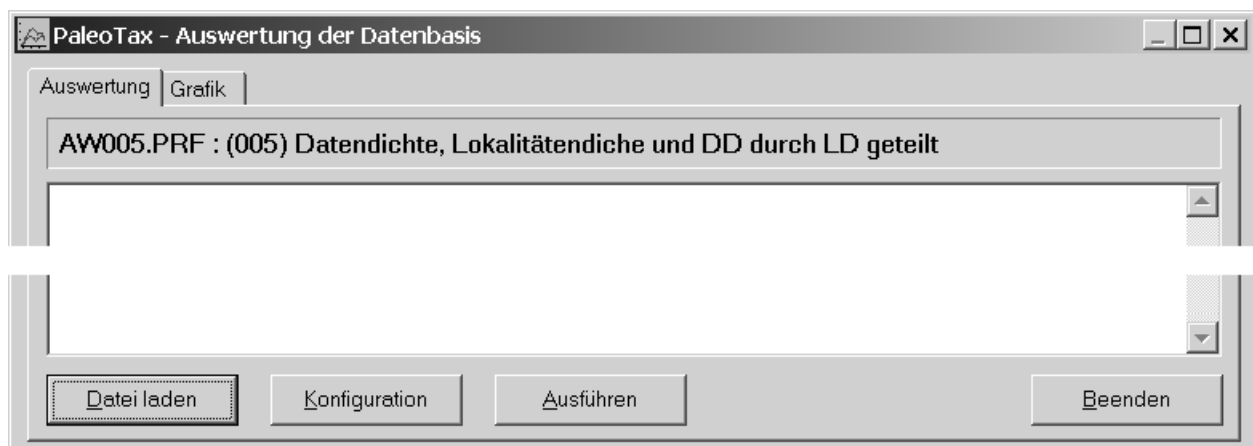 PaleoTax - Auswertung der Datenbasis
Auswertung Grafik
AW005.PRF : (005) Datendichte, Lokalitätendiche und DD durch LD geteilt
Datei laden Konfiguration Ausführen Beenden